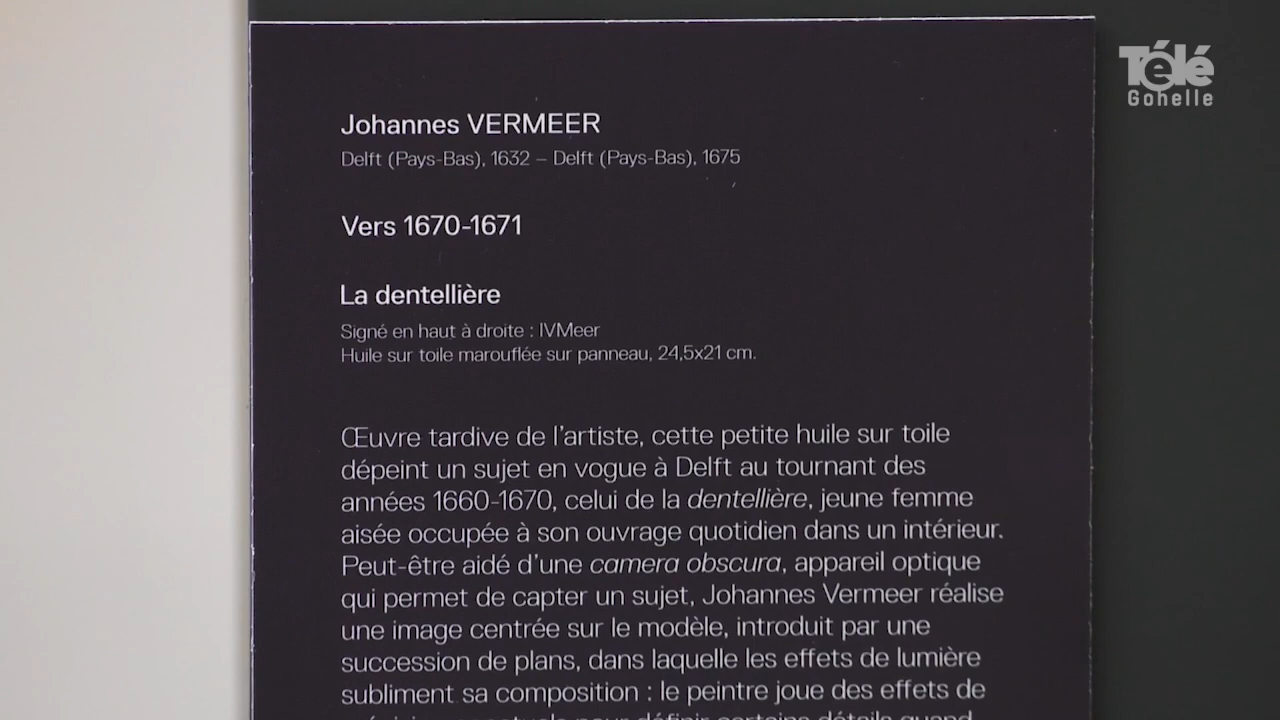 Télé
Gohelle
Johannes VERMEER
Delft (Pays-Bas), 1632 – Delft (Pays-Bas), 1675
Vers 1670-1671
La dentellière
Signé en haut à droite : IVMeer
Huile sur toile marouflée sur panneau, 24,5x21 cm.
Œuvre tardive de l'artiste, cette petite huile sur toile
dépeint un sujet en vogue à Delft au tournant des
années 1660-1670, celui de la dentellière, jeune femme
aisée occupée à son ouvrage quotidien dans un intérieur.
Peut-être aidé d'une camera obscura, appareil optique
qui permet de capter un sujet, Johannes Vermeer réalise
une image centrée sur le modèle, introduit par une
succession de plans, dans laquelle les effets de lumière
subliment sa composition : le peintre joue des effets de
pour définir certains détails quand